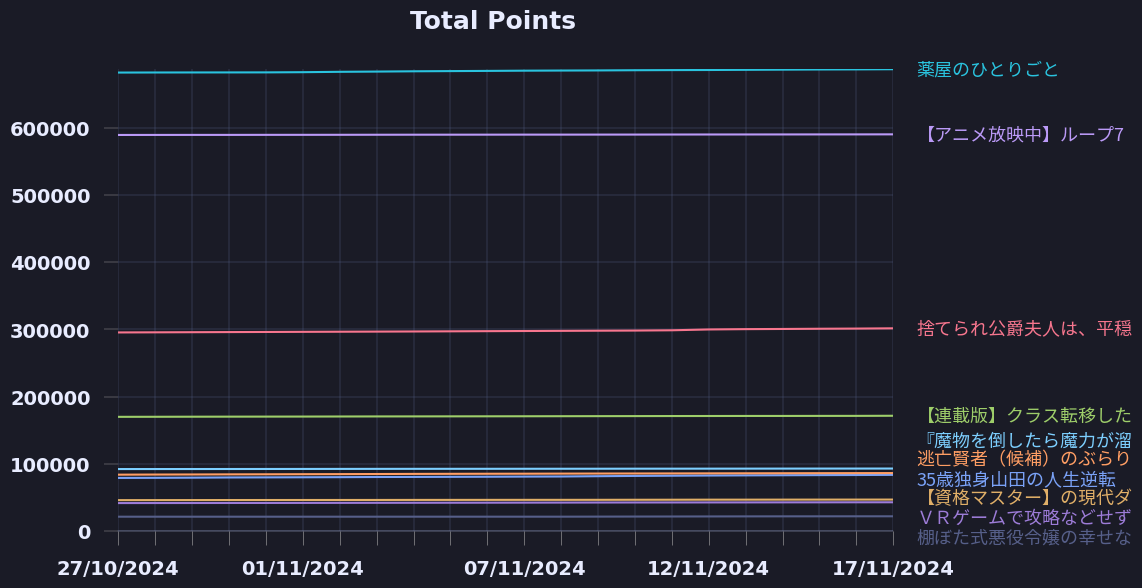 Total Points
600000
500000
400000
300000
200000
100000
0
27/10/2024
01/11/2024
07/11/2024
12/11/2024
17/11/2024
薬屋のひとりごと
【アニメ放映中】ループ7
捨てられ公爵夫人は、平穏
【連載版】クラス転移した
『魔物を倒したら魔力が溜
逃亡賢者（候補）のぶらり
35歳独身山田の人生逆転
【資格マスター】の現代ダ
ＶＲゲームで攻略などせず
棚ぼた式悪役令嬢の幸せな